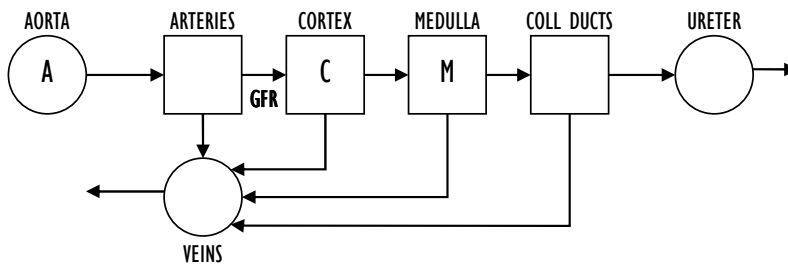 AORTA
ARTERIES
CORTEX
MEDULLA
COLL DUCTS
URETER
A
C
M
GFR
VEINS